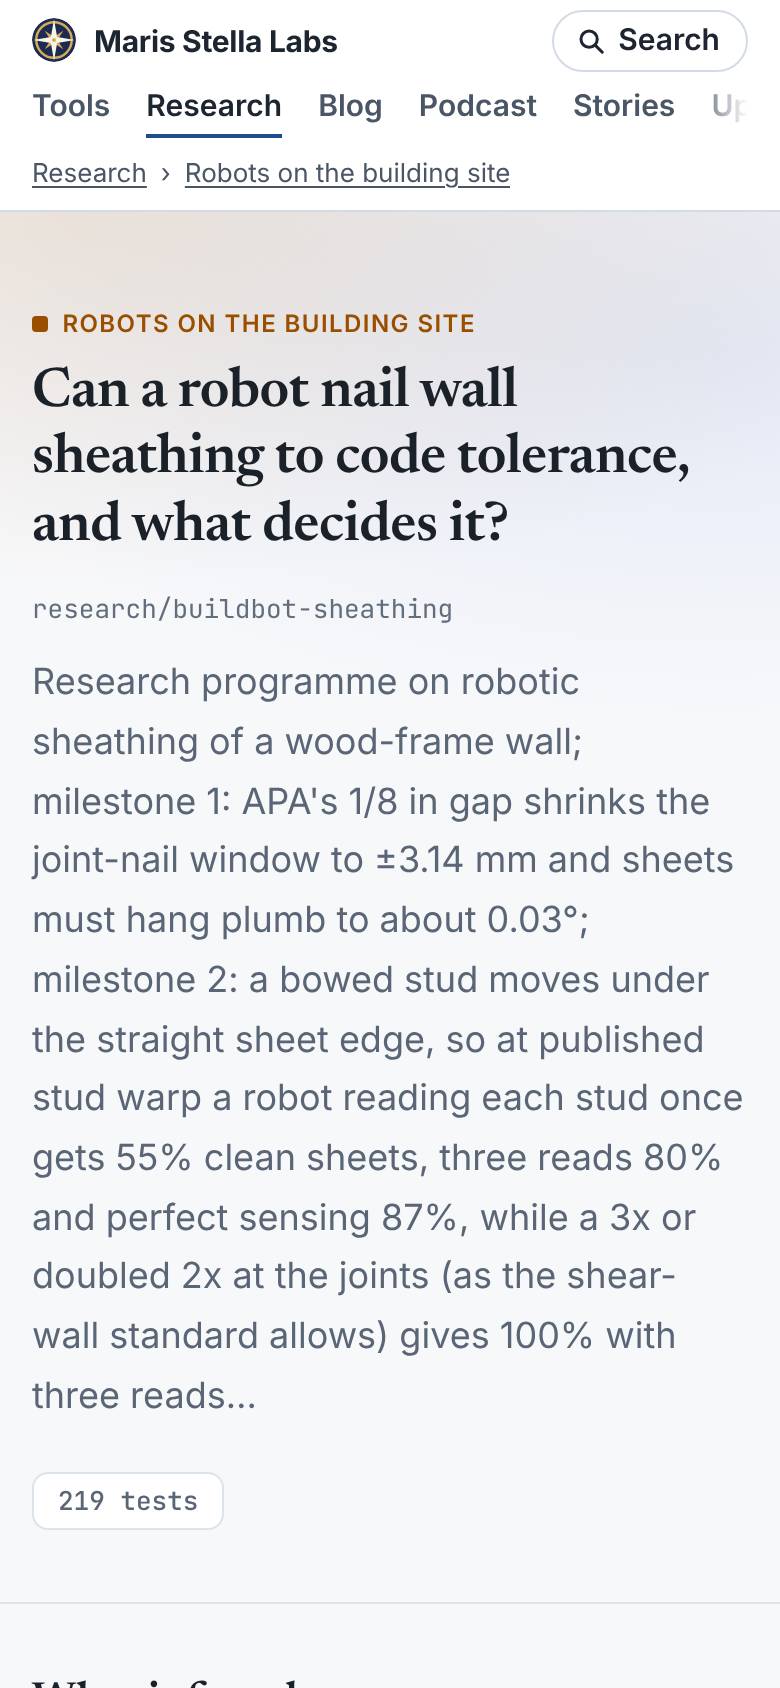 Maris Stella Labs
Search
Tools Research Blog Podcast Stories Up
Research › Robots on the building site
ROBOTS ON THE BUILDING SITE
Can a robot nail wall
sheathing to code tolerance,
and what decides it?
research/buildbot-sheathing
Research programme on robotic
sheathing of a wood-frame wall;
milestone 1: APA's 1/8 in gap shrinks the
joint-nail window to ±3.14 mm and sheets
must hang plumb to about 0.03°;
milestone 2: a bowed stud moves under
the straight sheet edge, so at published
stud warp a robot reading each stud once
gets 55% clean sheets, three reads 80%
and perfect sensing 87%, while a 3x or
doubled 2x at the joints (as the shear-
wall standard allows) gives 100% with
three reads...
219 tests